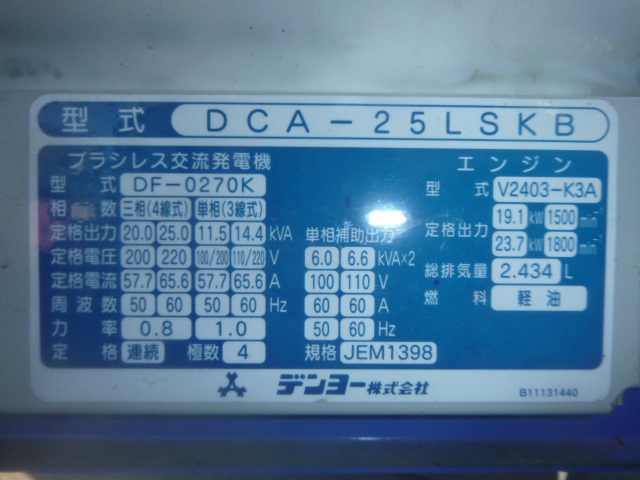 型式 DCA-25LSKB
ブラシレス交流発電機
型式 DF-0270K
相数 三相(4線式) 単相(3線式)
定格出力 20.0 25.0 11.5 14.4 kVA
定格電圧 200 220 100/200 110/220 V
定格電流 57.7 65.6 57.7 65.6 A
周波数 50 60 50 60 Hz
力率 0.8 1.0
定格 連続 極数 4
単相補助出力
6.0 6.6 kVA×2
100 110 V
60 60 A
50 60 Hz
規格 JEM1398
エンジン
型式 V2403-K3A
定格出力 19.1 kW 1500 min
23.7 kW 1800 min
総排気量 2.434 L
燃料 軽油
デンヨー株式会社
B11131440